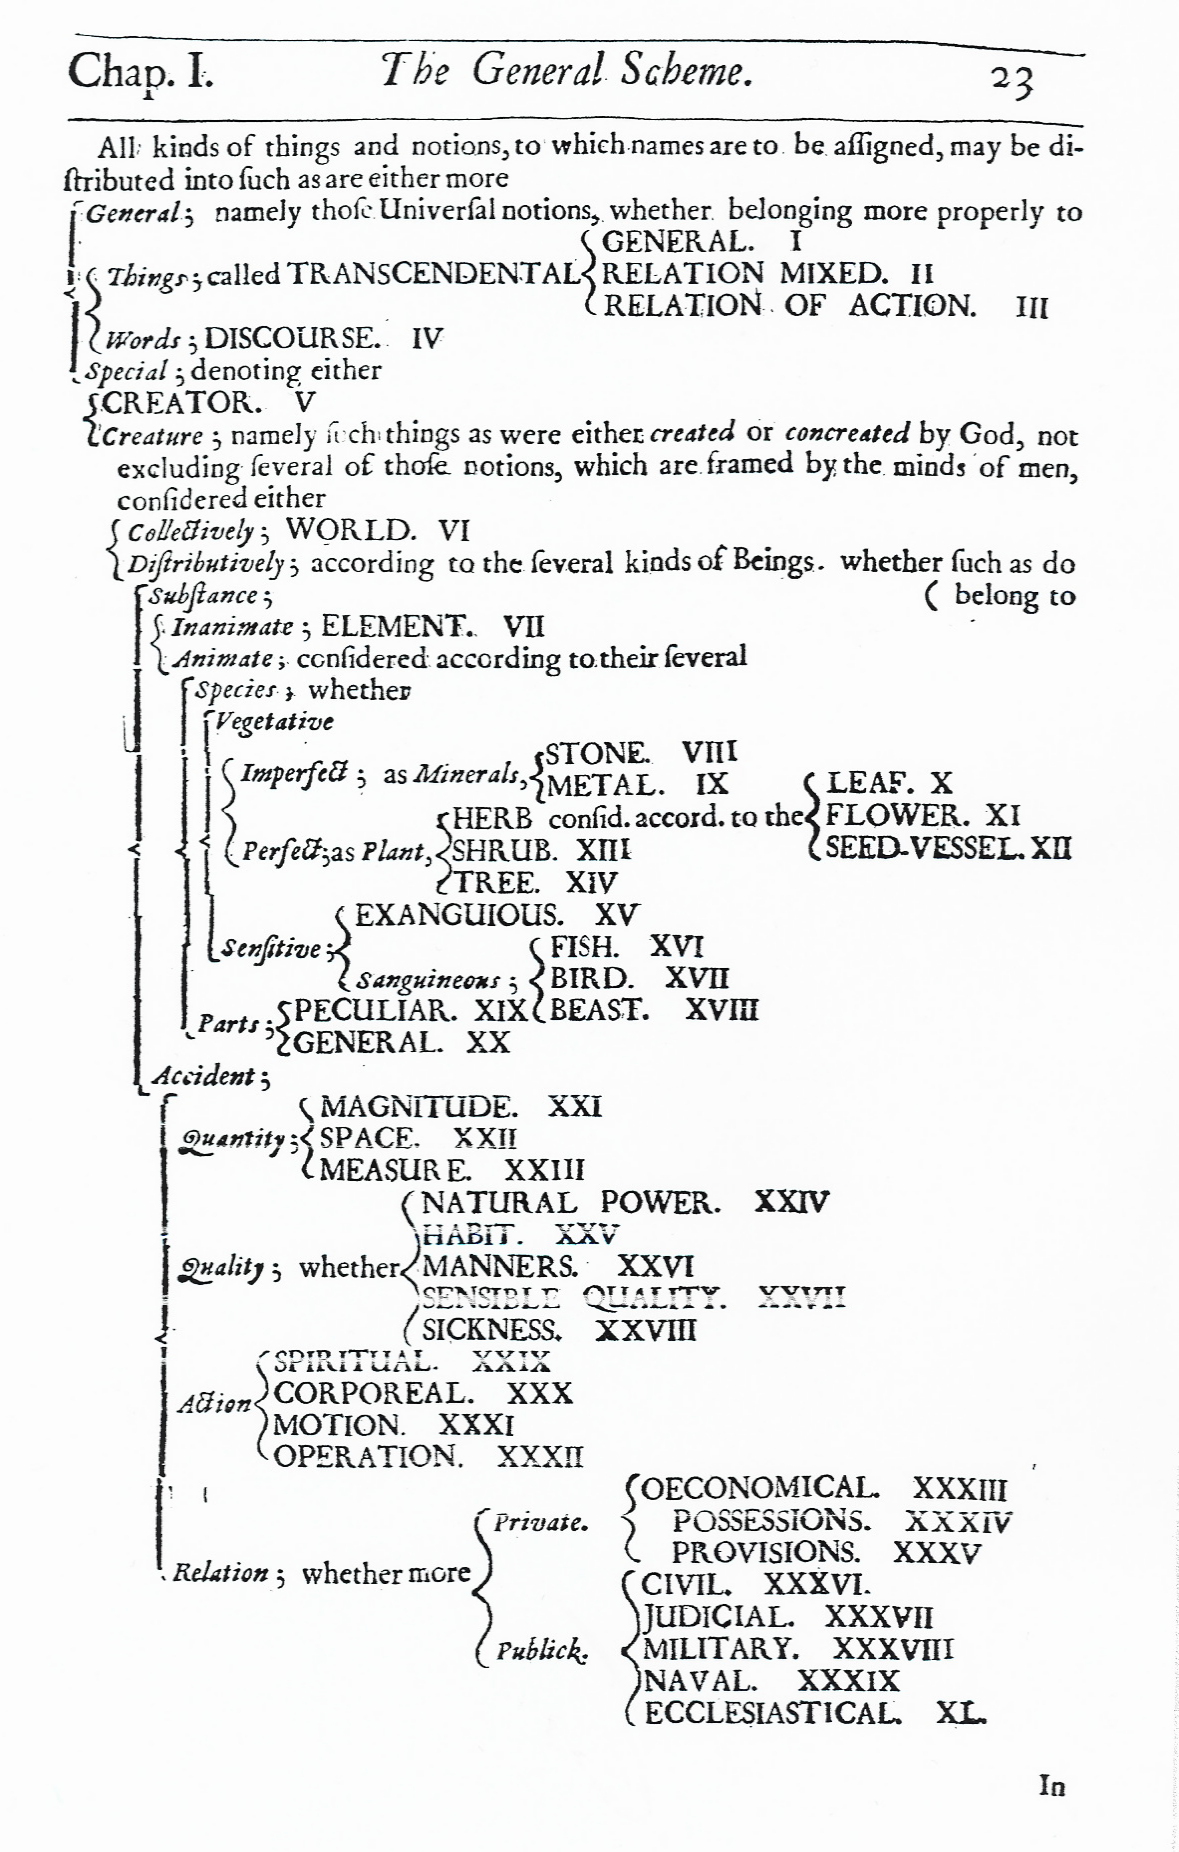 Chap. I. The General Scheme. 23
All kinds of things and notions, to which names are to be aſſigned, may be di-
ſtributed into ſuch as are either more
General; namely thoſe Univerſal notions, whether belonging more properly to
GENERAL. I
Things; called TRANSCENDENTAL RELATION MIXED. II
RELATION OF ACTION. III
Words; DISCOURSE. IV
Special; denoting either
CREATOR. V
Creature; namely ſuch things as were either created or concreated by God, not
excluding ſeveral of thoſe notions, which are framed by the minds of men,
conſidered either
Collectively; WORLD. VI
Diſtributively; according to the ſeveral kinds of Beings. whether ſuch as do
Subſtance; ( belong to
Inanimate; ELEMENT. VII
Animate; conſidered according to their ſeveral
Species; whether
Vegetative
STONE. VIII
Imperfect; as Minerals, METAL. IX
LEAF. X
HERB conſid. accord. to the FLOWER. XI
Perfect; as Plant, SHRUB. XIII SEED-VESSEL. XII
TREE. XIV
EXANGUIOUS. XV
Senſitive; FISH. XVI
Sanguineous; BIRD. XVII
Parts; PECULIAR. XIX BEAST. XVIII
GENERAL. XX
Accident;
MAGNITUDE. XXI
Quantity; SPACE. XXII
MEASURE. XXIII
NATURAL POWER. XXIV
HABIT. XXV
Quality; whether MANNERS. XXVI
SENSIBLE QUALITY. XXVII
SICKNESS. XXVIII
SPIRITUAL. XXIX
Action CORPOREAL. XXX
MOTION. XXXI
OPERATION. XXXII
OECONOMICAL. XXXIII
Private. POSSESSIONS. XXXIV
PROVISIONS. XXXV
Relation; whether more
CIVIL. XXXVI.
JUDICIAL. XXXVII
Publick. MILITARY. XXXVIII
NAVAL. XXXIX
ECCLESIASTICAL. XL.
In